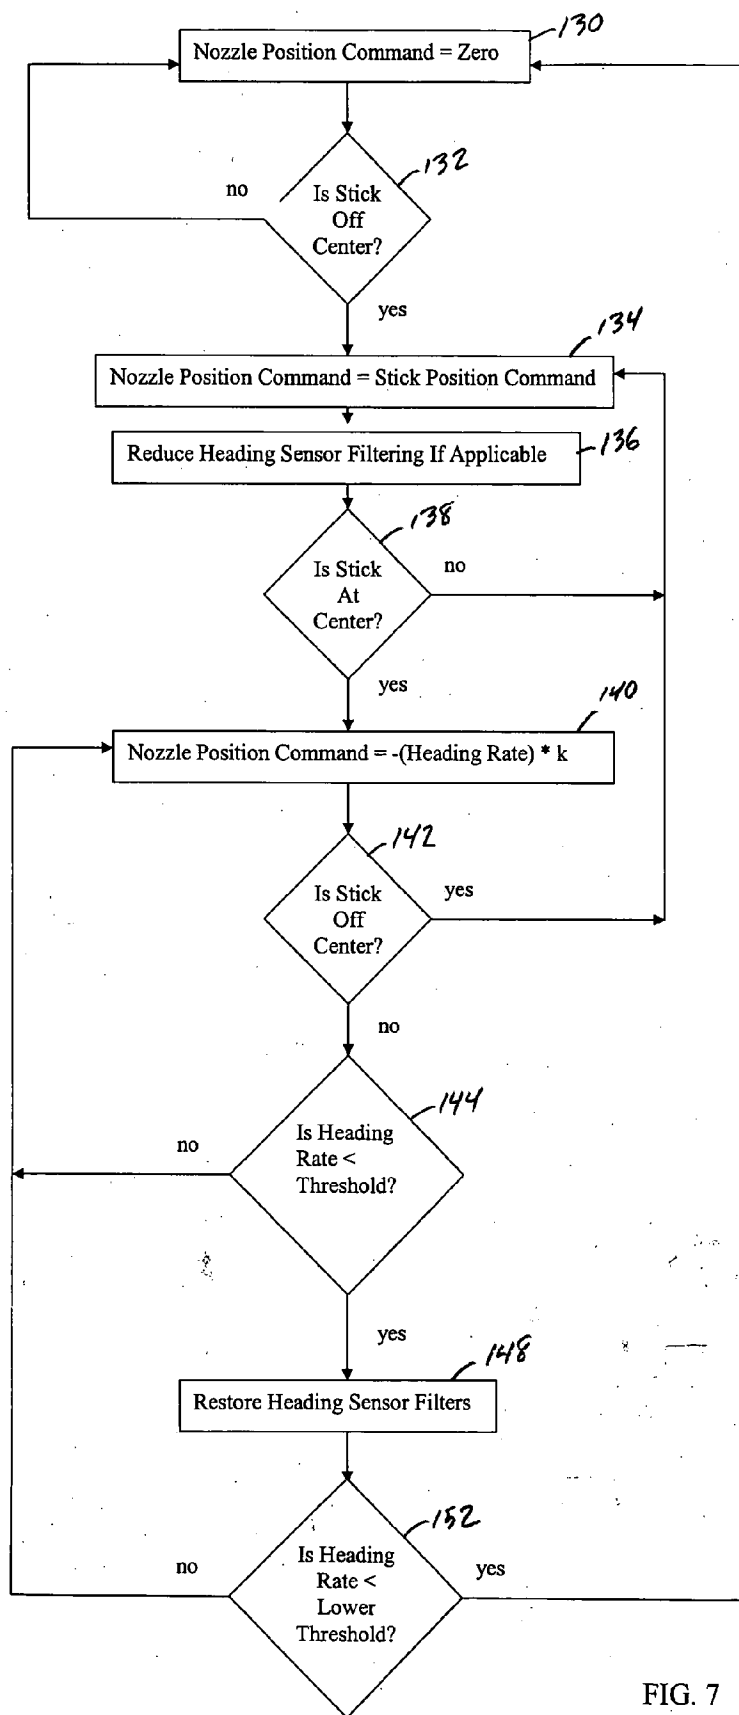 130
Nozzle Position Command = Zero
132
no
Is Stick
Off
Center?
yes
134
Nozzle Position Command = Stick Position Command
136
Reduce Heading Sensor Filtering If Applicable
138
Is Stick
At
Center?
no
yes
140
Nozzle Position Command = -(Heading Rate) * k
142
Is Stick
Off
Center?
yes
no
144
Is Heading
Rate <
Threshold?
no
yes
148
Restore Heading Sensor Filters
152
no
Is Heading
Rate <
Lower
Threshold?
yes
FIG. 7